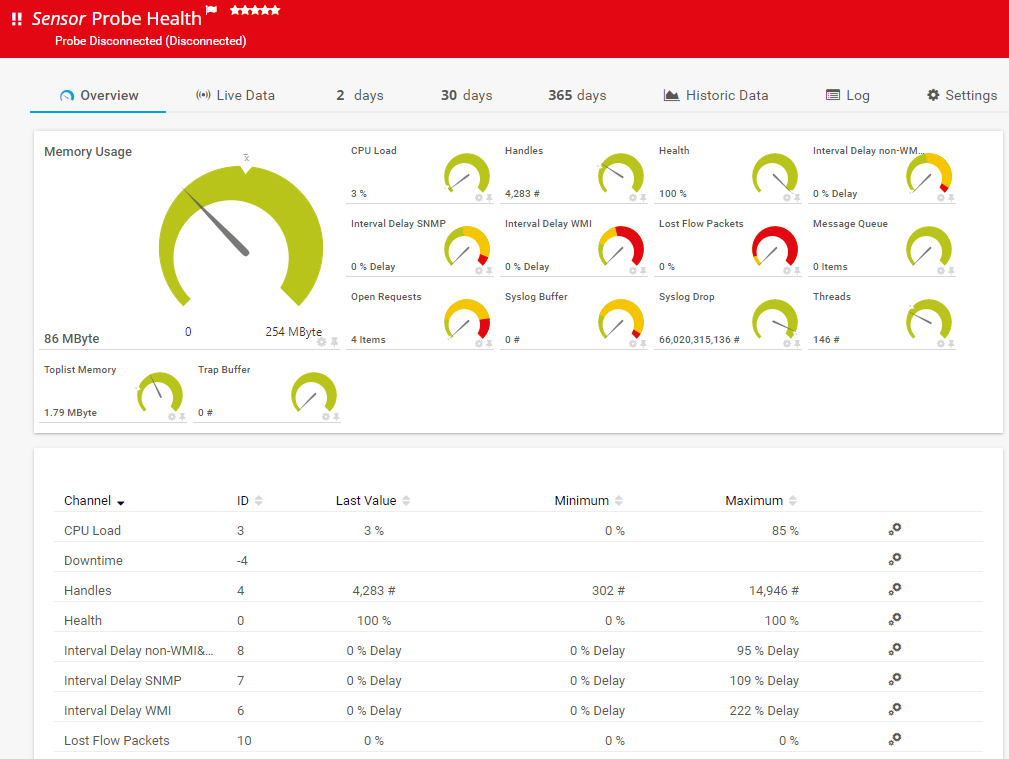 !! Sensor Probe Health
Probe Disconnected (Disconnected)
Overview Live Data 2 days 30 days 365 days Historic Data Log Settings
Memory Usage
x̄
0 254 MByte
86 MByte
CPU Load
3 %
Handles
4,283 #
Health
100 %
Interval Delay non-WM...
0 % Delay
Interval Delay SNMP
0 % Delay
Interval Delay WMI
0 % Delay
Lost Flow Packets
0 %
Message Queue
0 Items
Open Requests
4 Items
Syslog Buffer
0 #
Syslog Drop
66,020,315,136 #
Threads
146 #
Toplist Memory
1.79 MByte
Trap Buffer
0 #
Channel ID Last Value Minimum Maximum
CPU Load 3 3 % 0 % 85 %
Downtime -4
Handles 4 4,283 # 302 # 14,946 #
Health 0 100 % 0 % 100 %
Interval Delay non-WMI&... 8 0 % Delay 0 % Delay 95 % Delay
Interval Delay SNMP 7 0 % Delay 0 % Delay 109 % Delay
Interval Delay WMI 6 0 % Delay 0 % Delay 222 % Delay
Lost Flow Packets 10 0 % 0 % 0 %